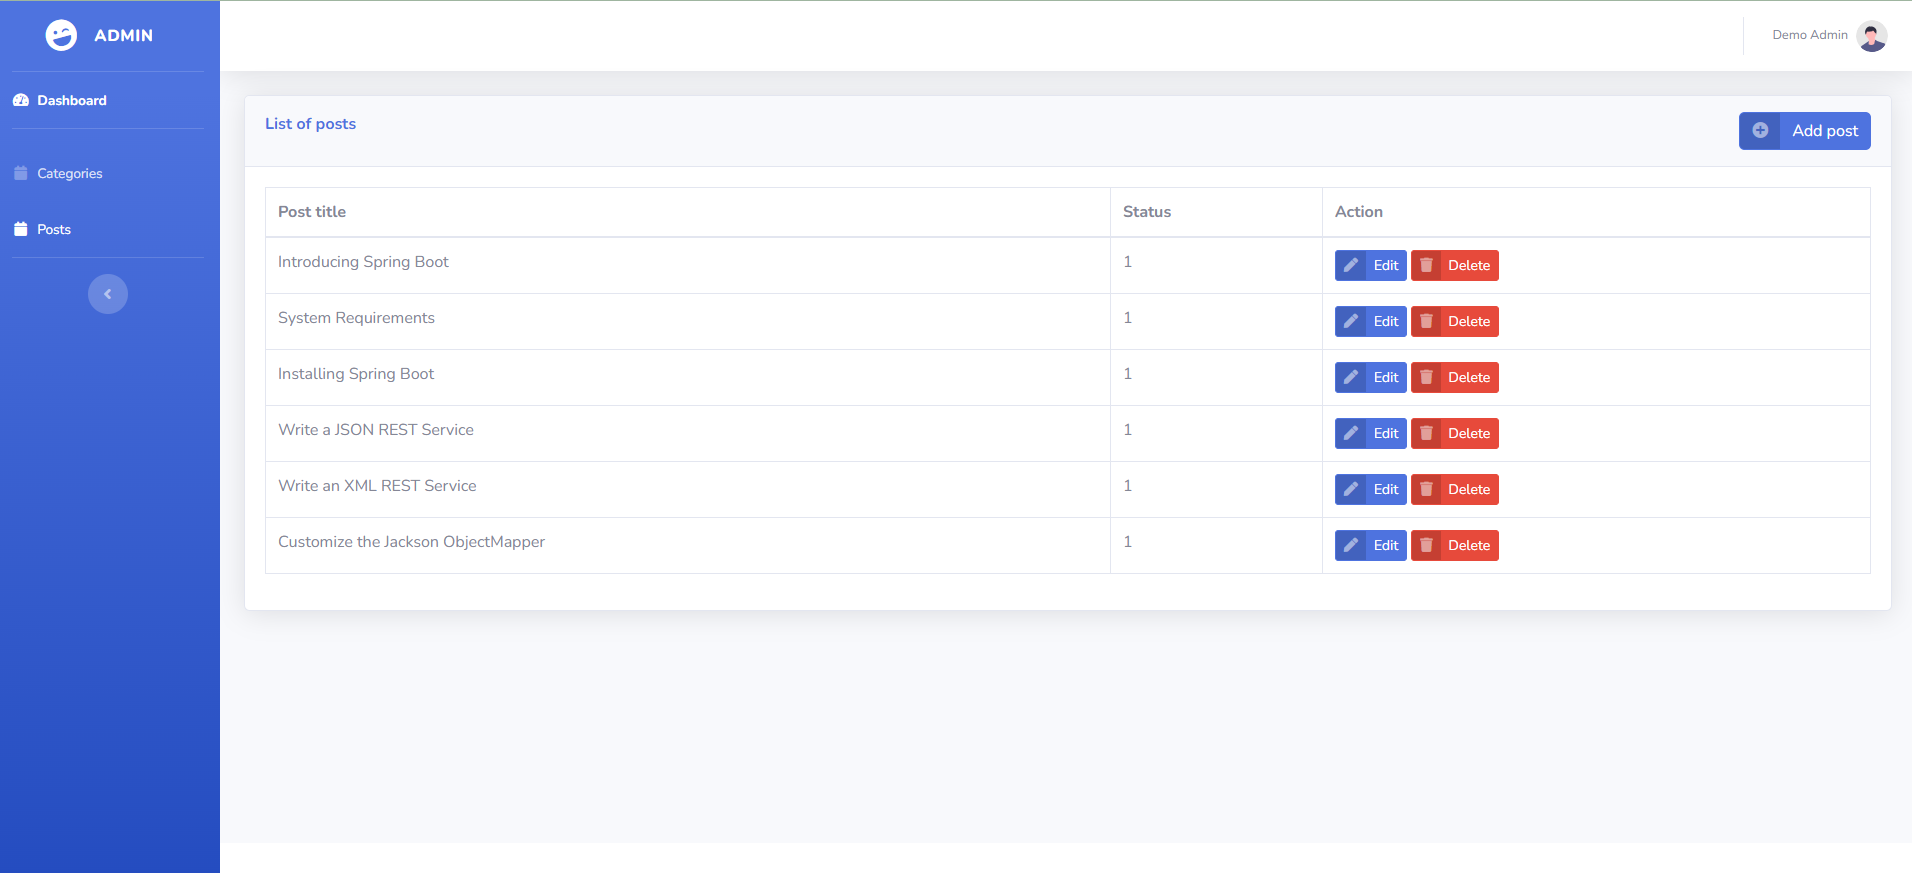 ADMIN
Demo Admin
Dashboard
Categories
Posts
List of posts
Add post
Post title Status Action
Introducing Spring Boot 1 Edit Delete
System Requirements 1 Edit Delete
Installing Spring Boot 1 Edit Delete
Write a JSON REST Service 1 Edit Delete
Write an XML REST Service 1 Edit Delete
Customize the Jackson ObjectMapper 1 Edit Delete